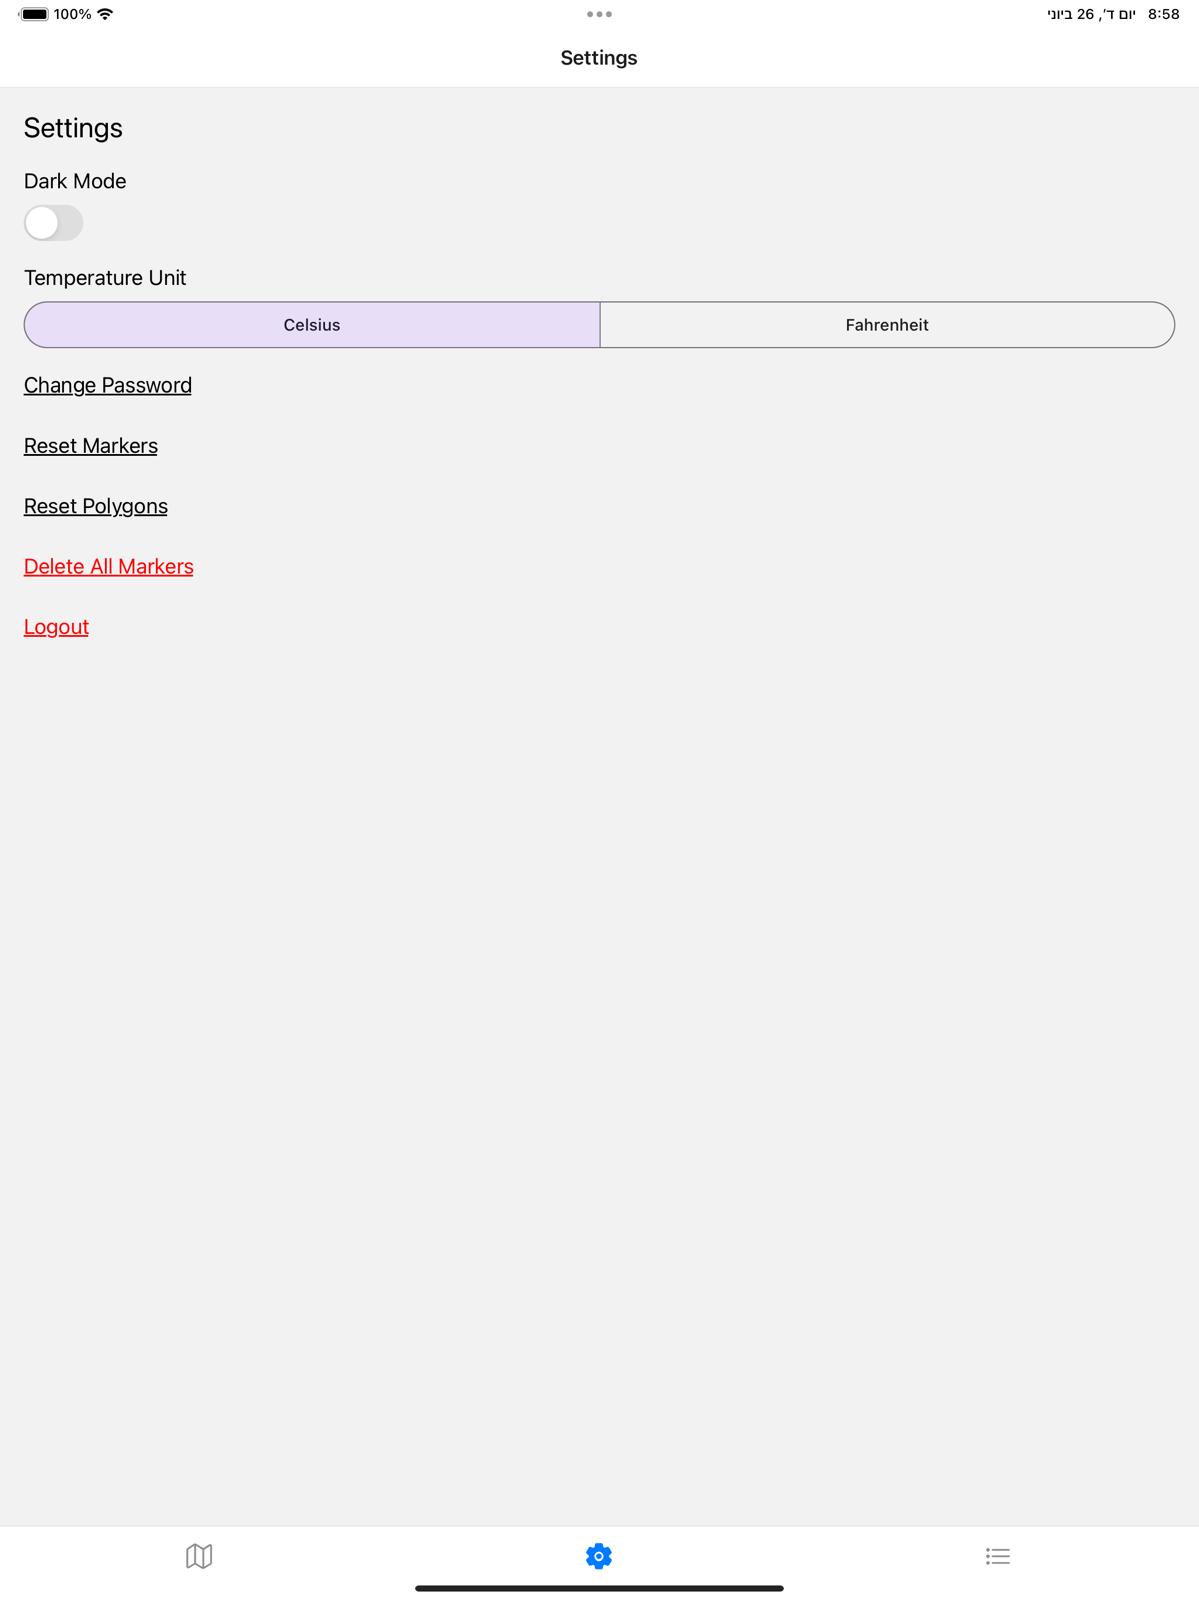 100%
8:58 יום ד׳, 26 ביוני
Settings
Settings
Dark Mode
Temperature Unit
Celsius
Fahrenheit
Change Password
Reset Markers
Reset Polygons
Delete All Markers
Logout